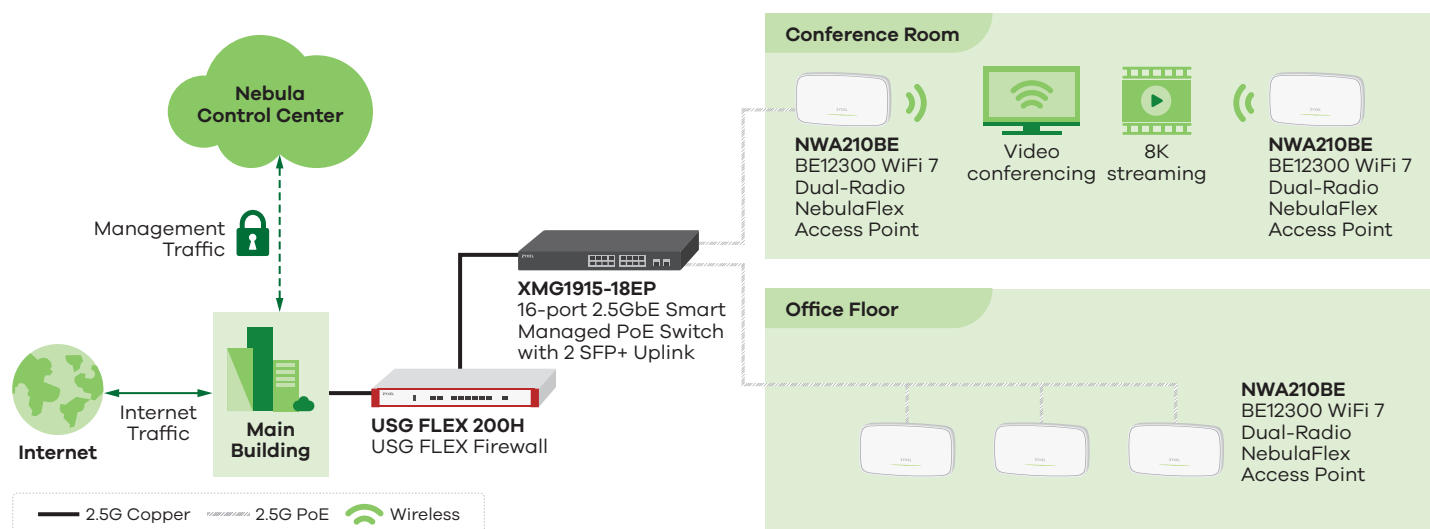 Nebula
Control Center
Management
Traffic
Internet
Internet
Traffic
Main
Building
USG FLEX 200H
USG FLEX Firewall
XMG1915-18EP
16-port 2.5GbE Smart
Managed PoE Switch
with 2 SFP+ Uplink
2.5G Copper
2.5G PoE
Wireless
Conference Room
NWA210BE
BE12300 WiFi 7
Dual-Radio
NebulaFlex
Access Point
Video
conferencing
8K
streaming
NWA210BE
BE12300 WiFi 7
Dual-Radio
NebulaFlex
Access Point
Office Floor
NWA210BE
BE12300 WiFi 7
Dual-Radio
NebulaFlex
Access Point